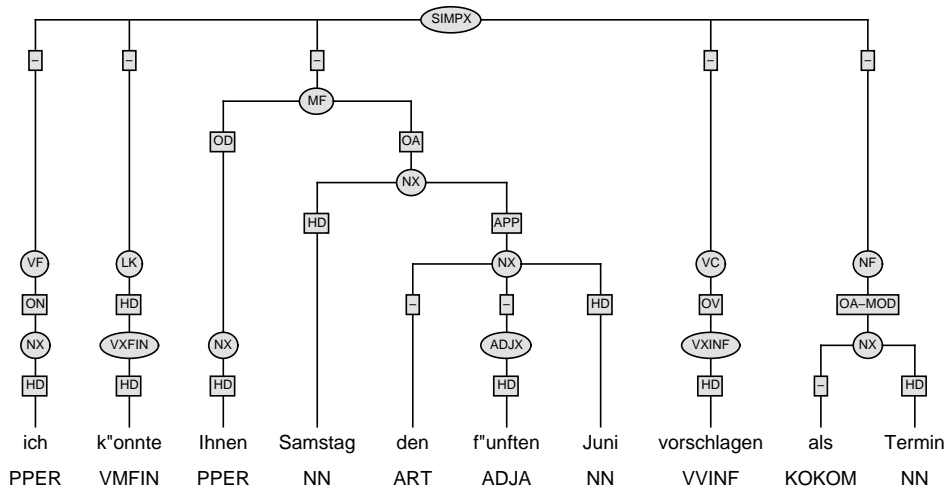 SIMPX
– – – – –
MF
OD OA
NX
HD APP
VF LK NX VC NF
ON HD – – HD OV OA–MOD
NX VXFIN NX ADJX VXINF NX
HD HD HD HD HD – HD
ich k"onnte Ihnen Samstag den f"unften Juni vorschlagen als Termin
PPER VMFIN PPER NN ART ADJA NN VVINF KOKOM NN